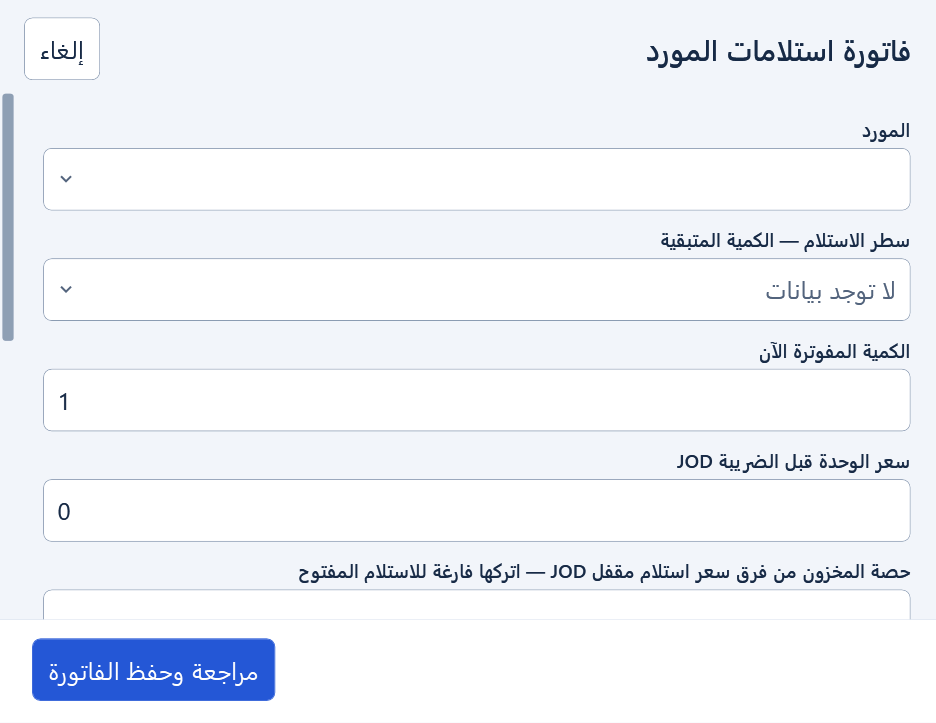 فاتورة استلامات المورد
إلغاء
المورد
سطر الاستلام — الكمية المتبقية
لا توجد بيانات
الكمية المفوترة الآن
1
سعر الوحدة قبل الضريبة JOD
0
حصة المخزون من فرق سعر استلام مقفل JOD — اتركها فارغة للاستلام المفتوح
مراجعة وحفظ الفاتورة